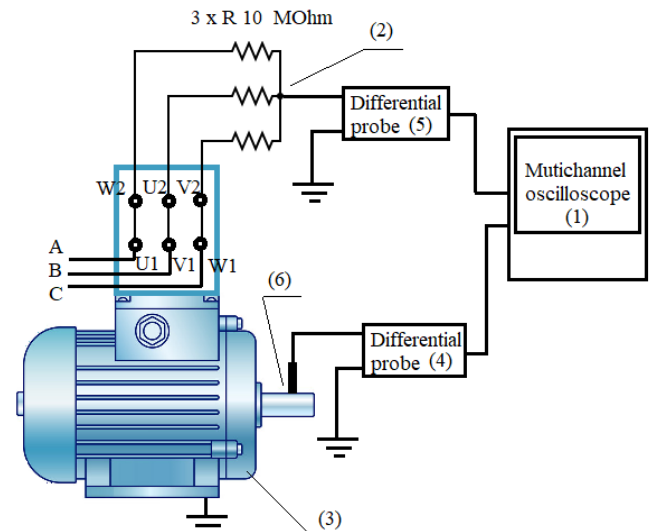 3 x R 10 MOhm
(2)
Differential
probe (5)
Mutichannel
oscilloscope
(1)
W2 U2 V2
A
B
C
U1 V1 W1
(6)
Differential
probe (4)
(3)